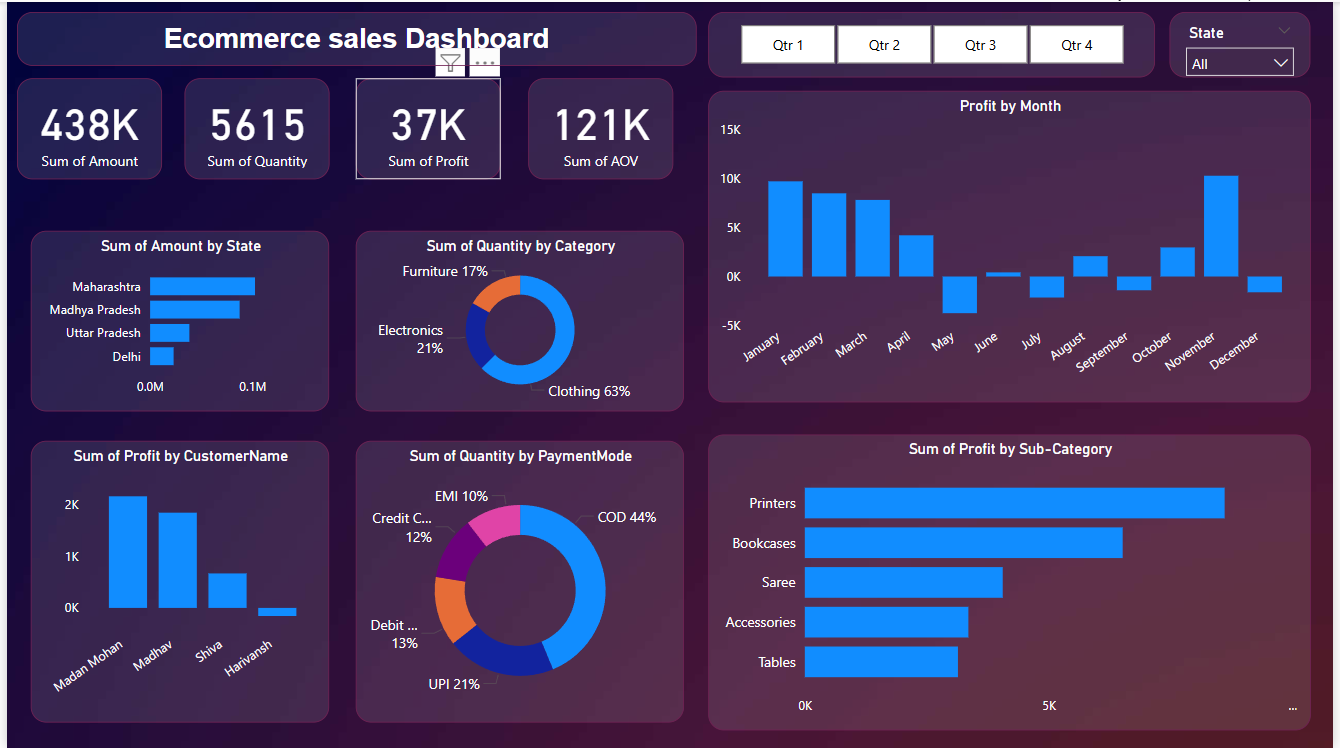 Ecommerce sales Dashboard
Qtr 1
Qtr 2
Qtr 3
Qtr 4
State
All
438K
Sum of Amount
5615
Sum of Quantity
37K
Sum of Profit
121K
Sum of AOV
Profit by Month
15K
10K
5K
0K
-5K
January
February
March
April
May
June
July
August
September
October
November
December
Sum of Amount by State
Maharashtra
Madhya Pradesh
Uttar Pradesh
Delhi
0.0M
0.1M
Sum of Quantity by Category
Furniture 17%
Electronics
21%
Clothing 63%
Sum of Profit by CustomerName
2K
1K
0K
Madan Mohan
Madhav
Shiva
Harivansh
Sum of Quantity by PaymentMode
EMI 10%
Credit C...
12%
COD 44%
Debit ...
13%
UPI 21%
Sum of Profit by Sub-Category
Printers
Bookcases
Saree
Accessories
Tables
0K
5K
...